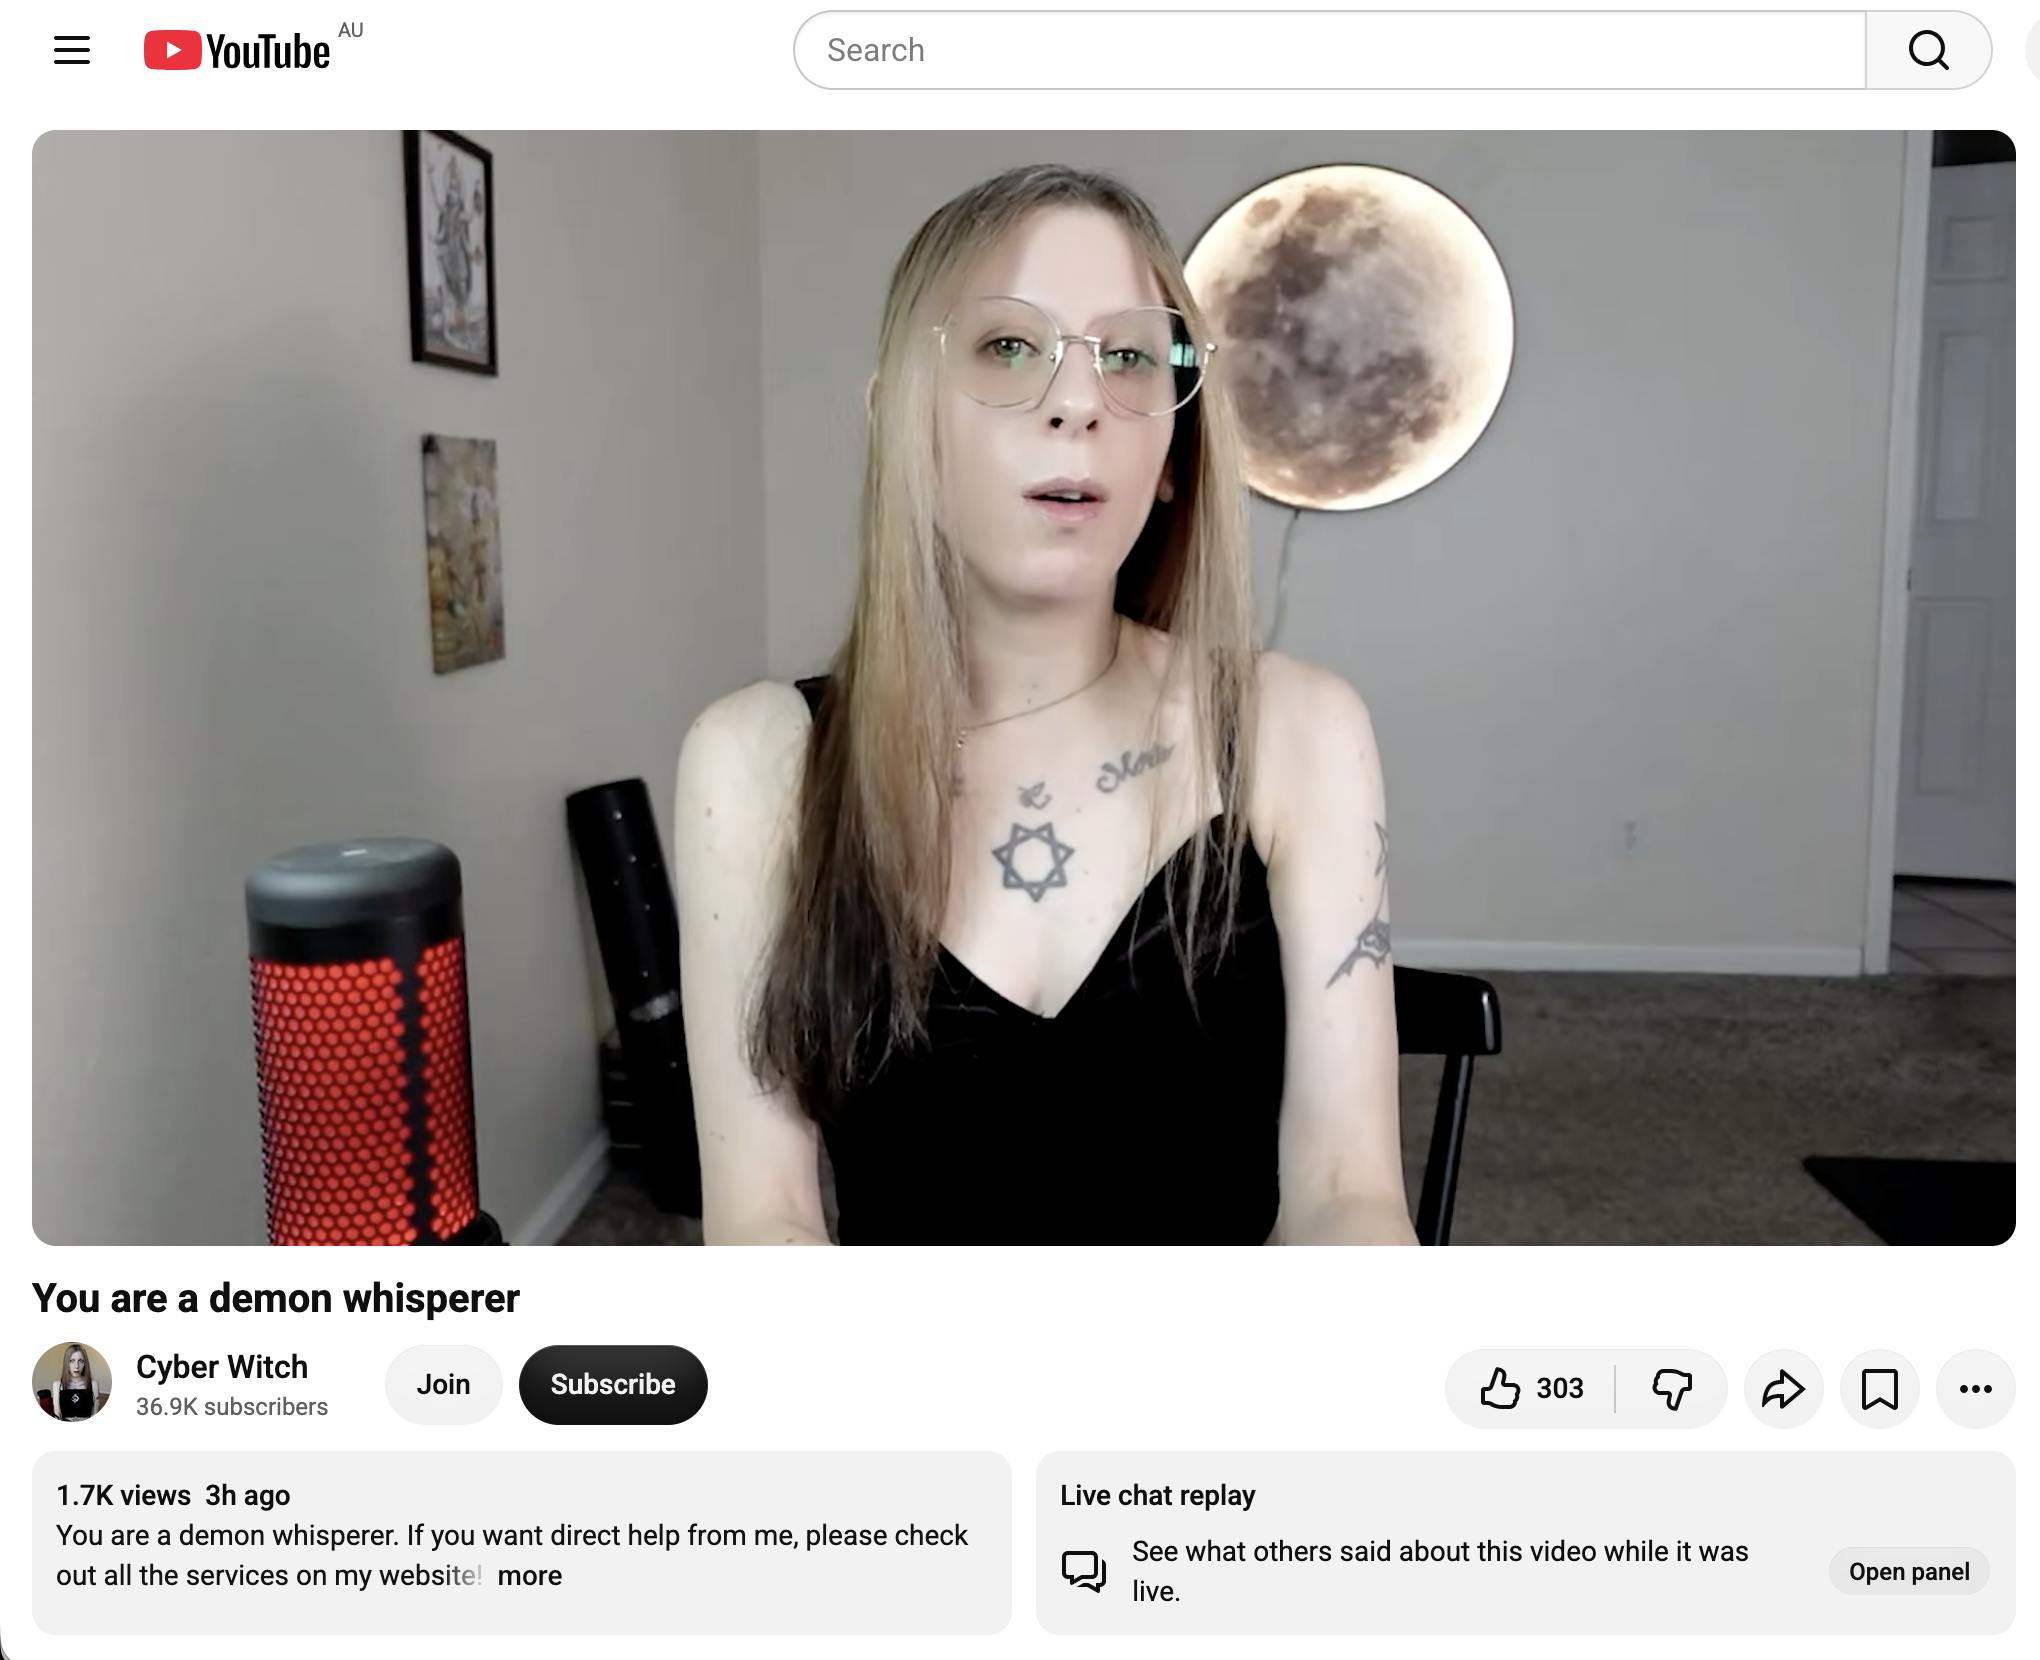 YouTube AU
Search
You are a demon whisperer
Cyber Witch
36.9K subscribers
Join
Subscribe
303
1.7K views 3h ago
You are a demon whisperer. If you want direct help from me, please check
out all the services on my website! more
Live chat replay
See what others said about this video while it was
live.
Open panel